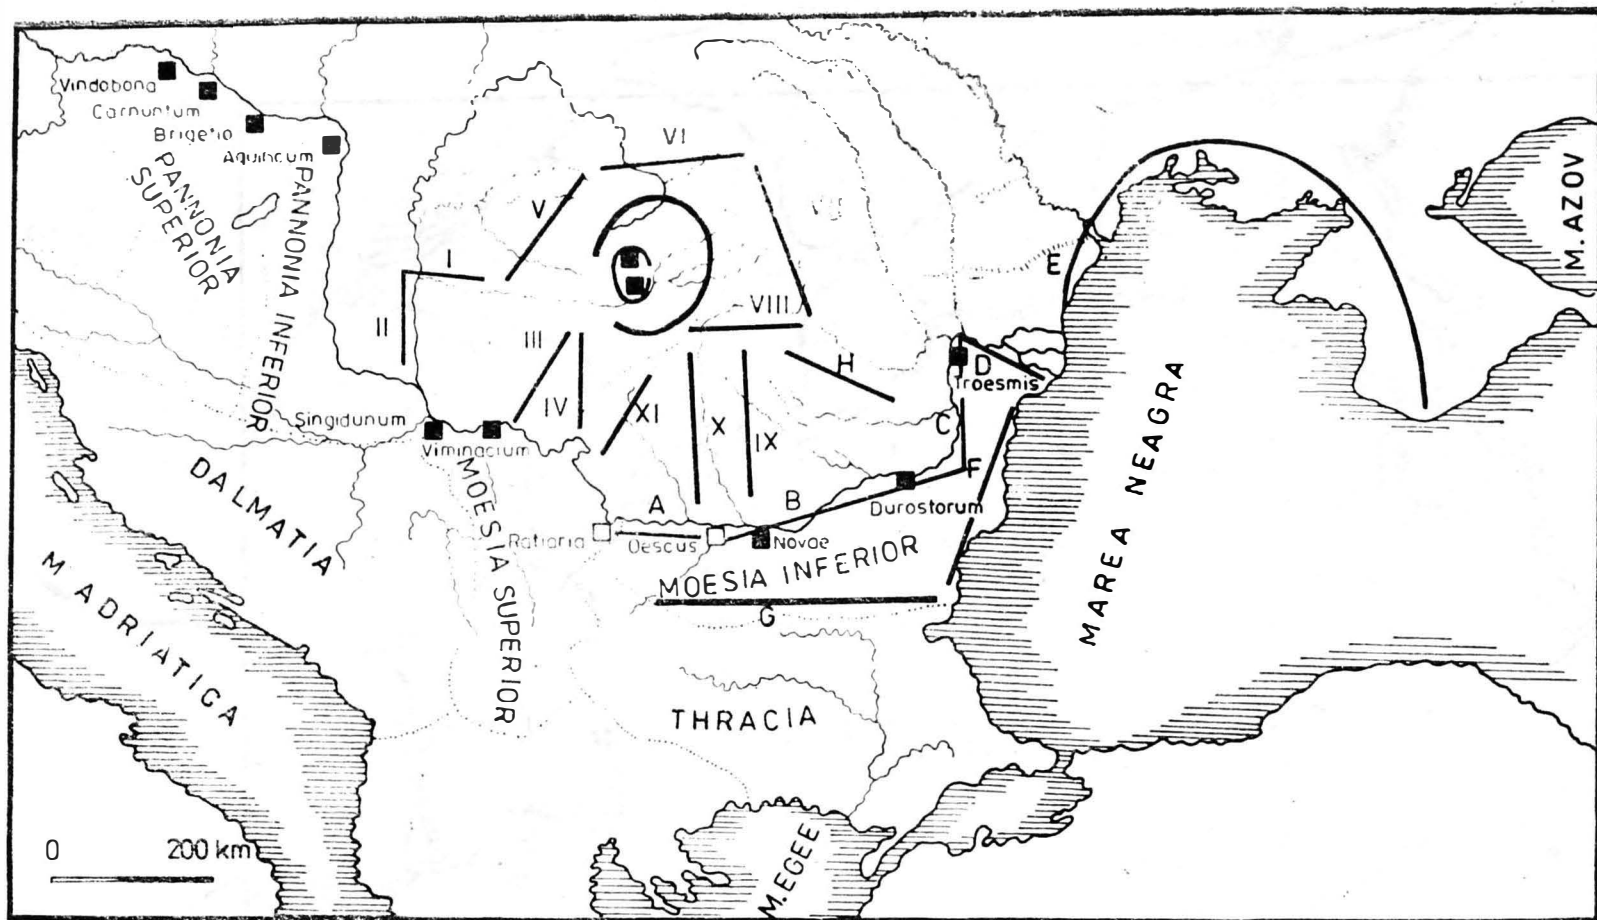 Vindobona
Carnuntum
Brigetio
Aquincum
PANNONIA
SUPERIOR
PANNONIA INFERIOR
VI
V
I
II
III
IV
VIII
XI
X
IX
H
E
D
Troesmis
C
F
Singidunum
Viminacium
DALMATIA
MOESIA SUPERIOR
A
B
Durostorum
Ratiaria
Oescus
Novae
MOESIA INFERIOR
G
THRACIA
M. ADRIATICA
MAREA NEAGRA
M. AZOV
M. EGEE
0 200 km